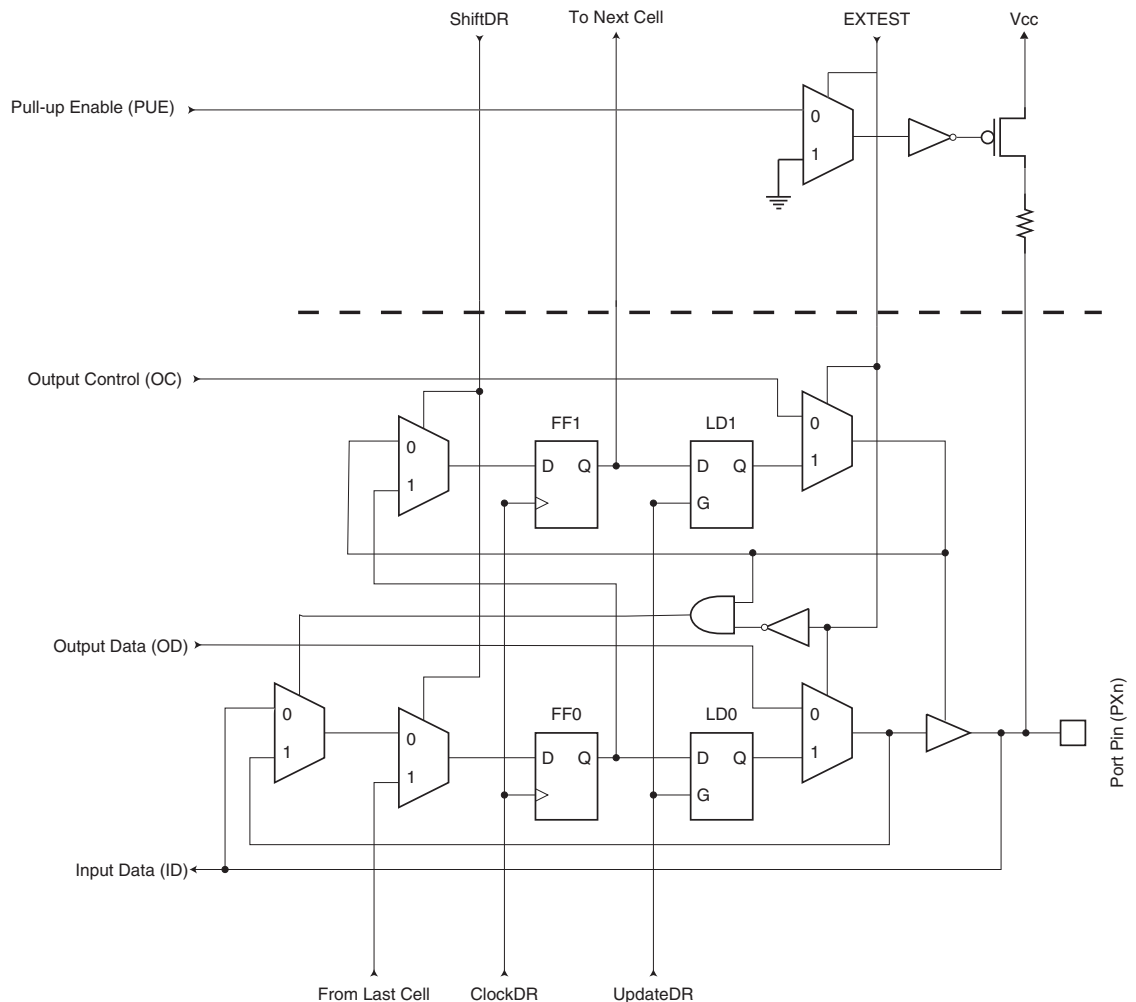 ShiftDR
To Next Cell
EXTEST
Vcc
Pull-up Enable (PUE)
0
1
Output Control (OC)
FF1
LD1
0
0
1
D Q
D Q
1
G
Output Data (OD)
FF0
LD0
0
0
0
1
1
D Q
D Q
1
G
Port Pin (PXn)
Input Data (ID)
From Last Cell
ClockDR
UpdateDR